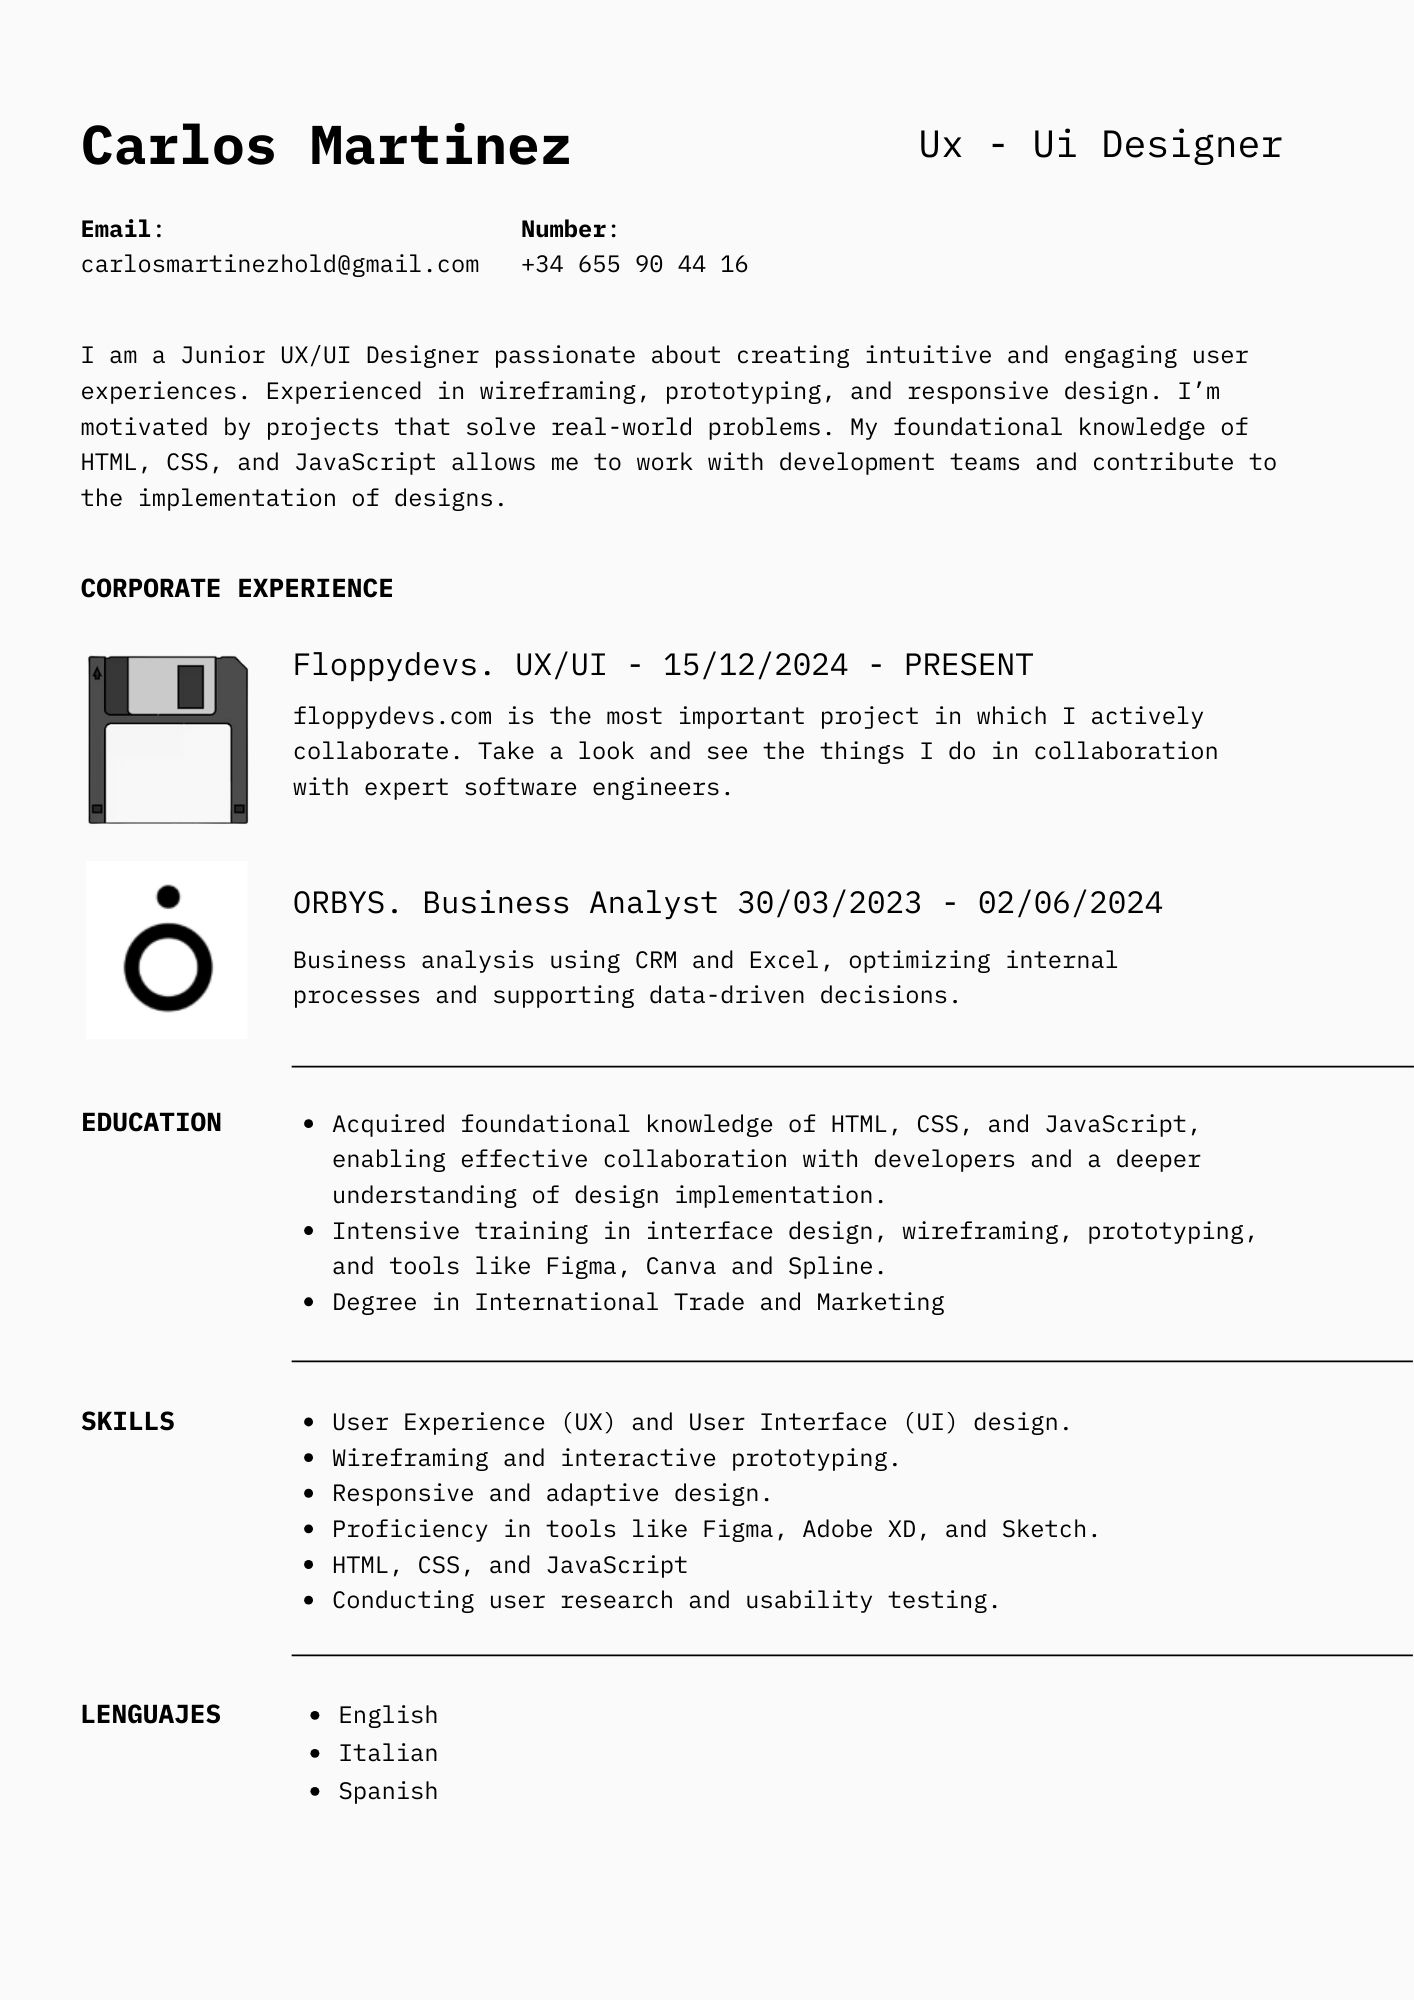 Carlos Martinez
Ux - Ui Designer
Email:
carlosmartinezhold@gmail.com
Number:
+34 655 90 44 16
I am a Junior UX/UI Designer passionate about creating intuitive and engaging user
experiences. Experienced in wireframing, prototyping, and responsive design. I’m
motivated by projects that solve real-world problems. My foundational knowledge of
HTML, CSS, and JavaScript allows me to work with development teams and contribute to
the implementation of designs.
CORPORATE EXPERIENCE
Floppydevs. UX/UI - 15/12/2024 - PRESENT
floppydevs.com is the most important project in which I actively
collaborate. Take a look and see the things I do in collaboration
with expert software engineers.
ORBYS. Business Analyst 30/03/2023 - 02/06/2024
Business analysis using CRM and Excel, optimizing internal
processes and supporting data-driven decisions.
EDUCATION
• Acquired foundational knowledge of HTML, CSS, and JavaScript,
enabling effective collaboration with developers and a deeper
understanding of design implementation.
• Intensive training in interface design, wireframing, prototyping,
and tools like Figma, Canva and Spline.
• Degree in International Trade and Marketing
SKILLS
• User Experience (UX) and User Interface (UI) design.
• Wireframing and interactive prototyping.
• Responsive and adaptive design.
• Proficiency in tools like Figma, Adobe XD, and Sketch.
• HTML, CSS, and JavaScript
• Conducting user research and usability testing.
LENGUAJES
• English
• Italian
• Spanish